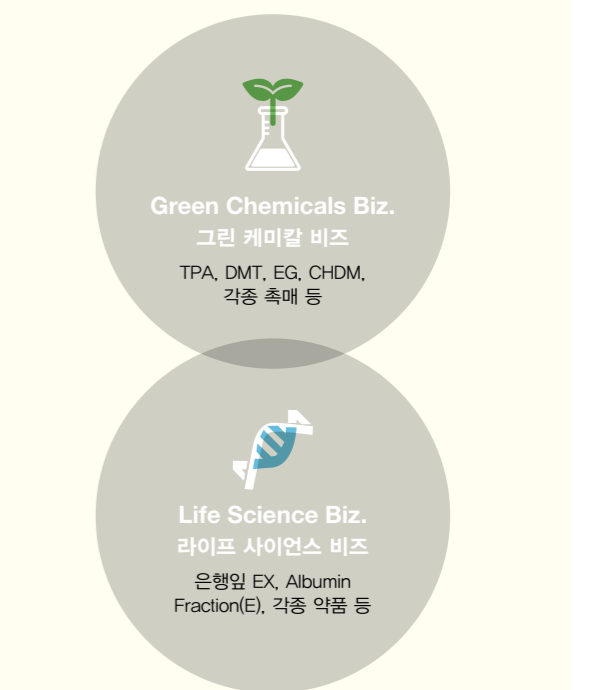 Green Chemicals Biz.
그린 케미칼 비즈
TPA, DMT, EG, CHDM,
각종 촉매 등
Life Science Biz.
라이프 사이언스 비즈
은행잎 EX, Albumin
Fraction(E), 각종 약품 등